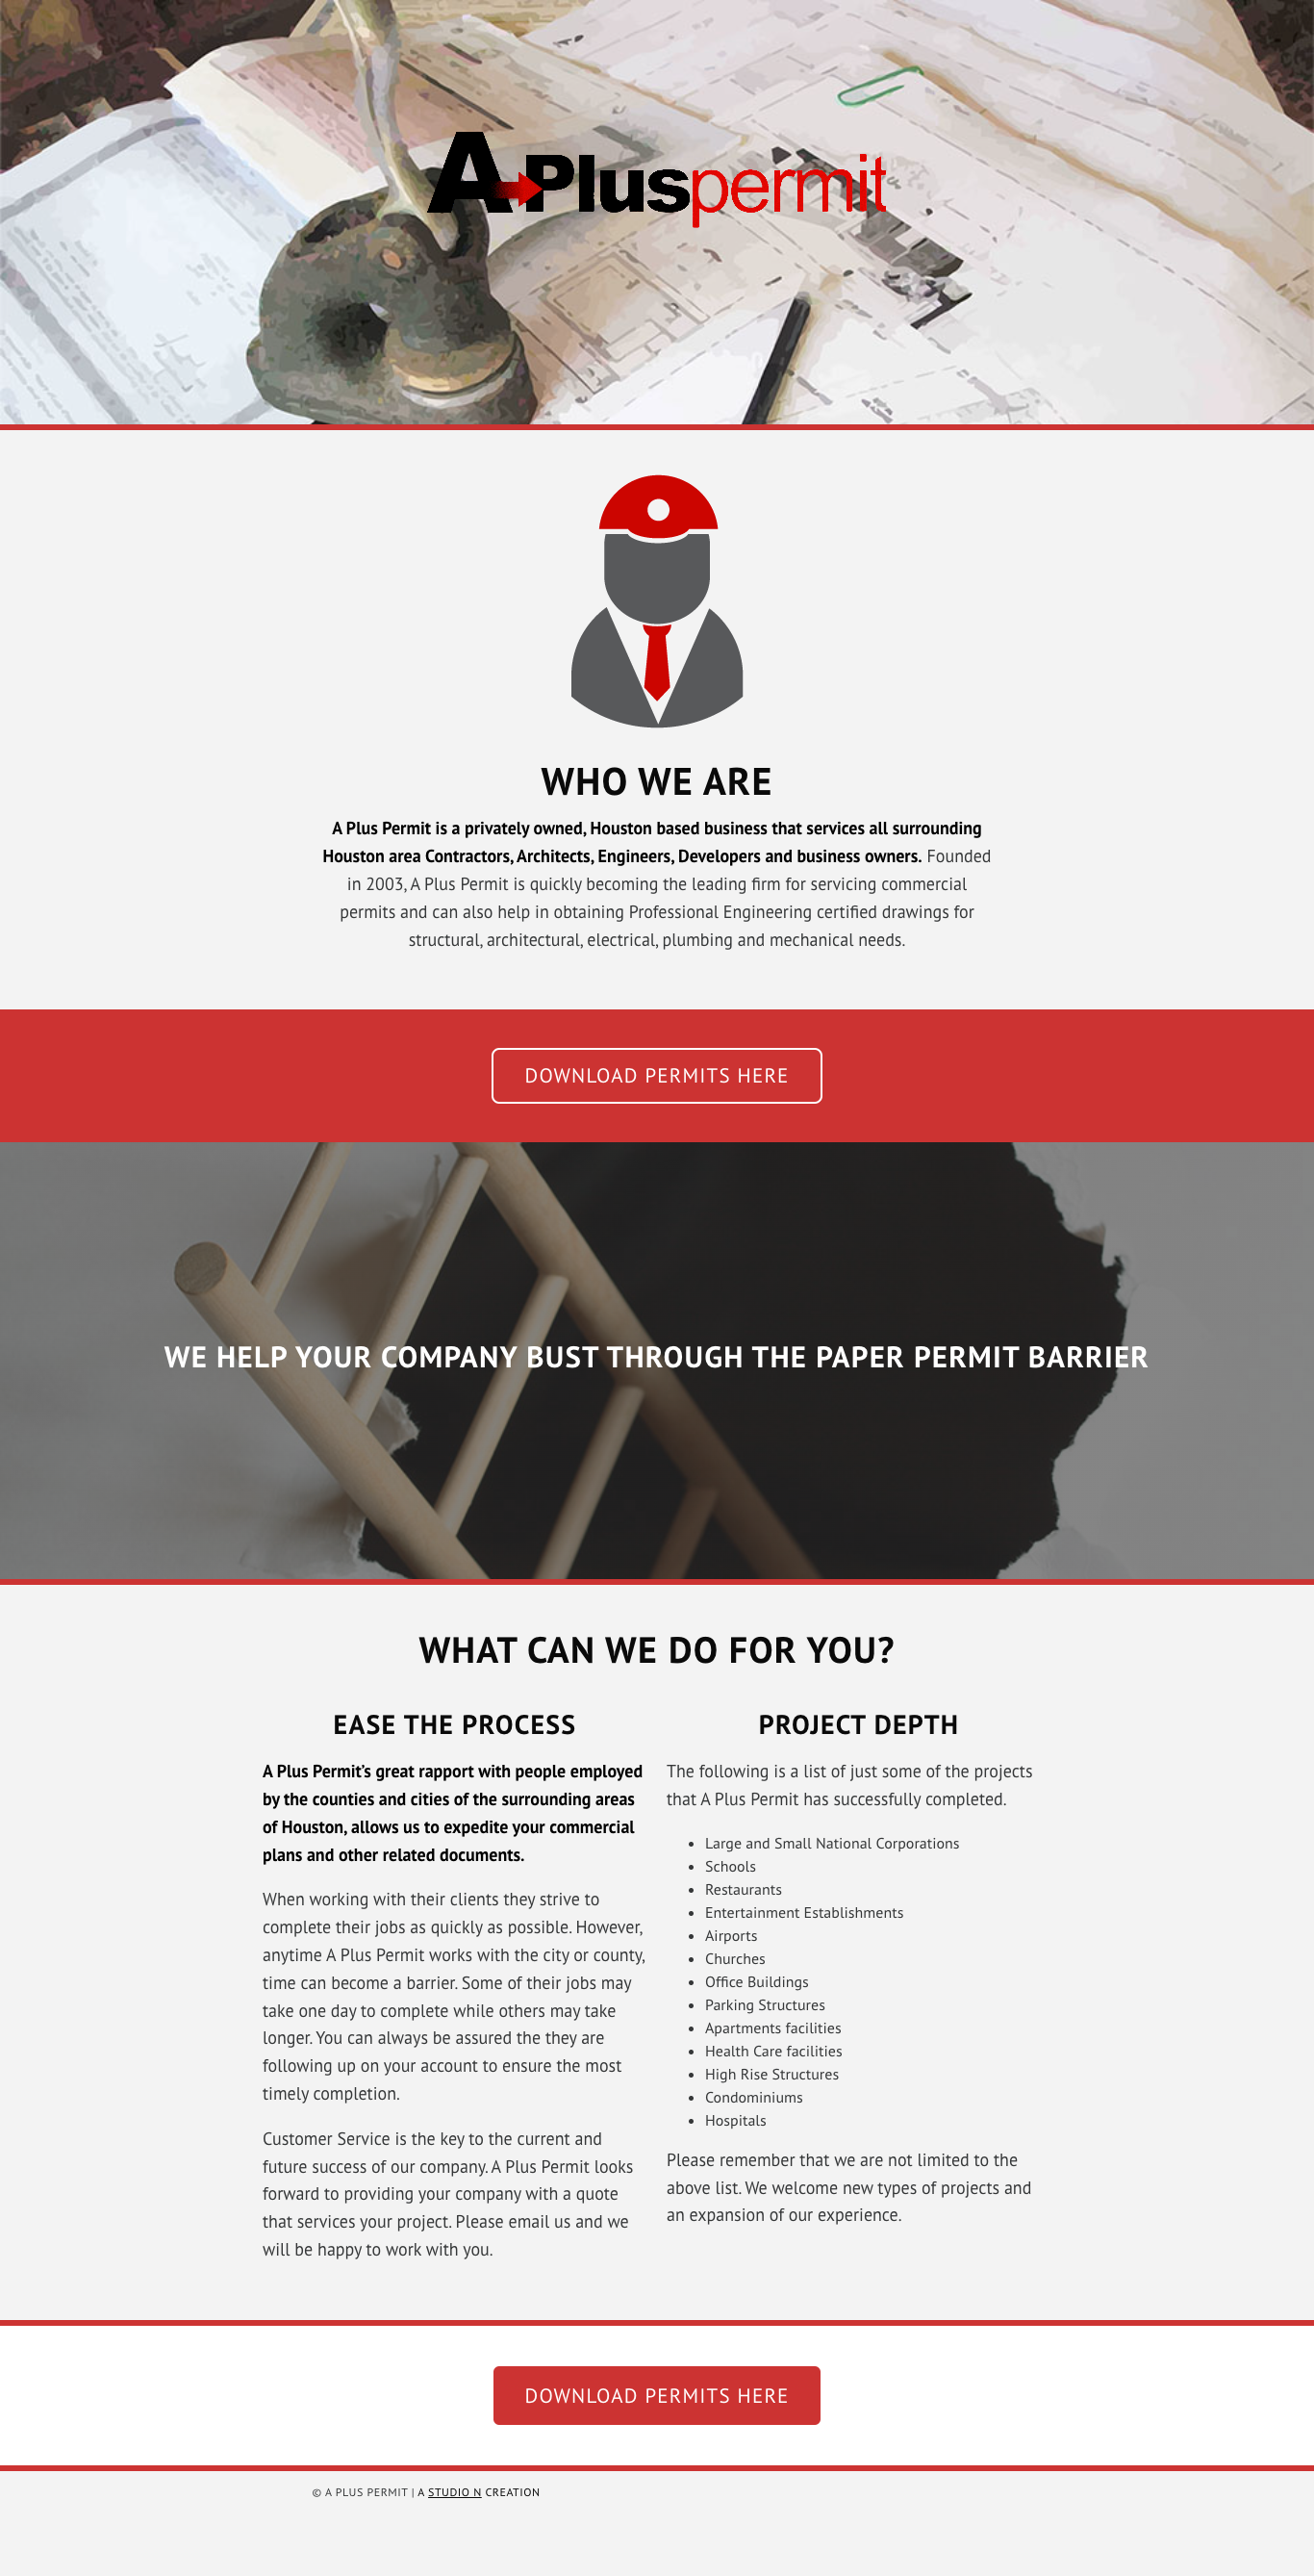 APluspermit
WHO WE ARE
A Plus Permit is a privately owned, Houston based business that services all surrounding
Houston area Contractors, Architects, Engineers, Developers and business owners. Founded
in 2003, A Plus Permit is quickly becoming the leading firm for servicing commercial
permits and can also help in obtaining Professional Engineering certified drawings for
structural, architectural, electrical, plumbing and mechanical needs.
DOWNLOAD PERMITS HERE
WE HELP YOUR COMPANY BUST THROUGH THE PAPER PERMIT BARRIER
WHAT CAN WE DO FOR YOU?
EASE THE PROCESS
A Plus Permit's great rapport with people employed
by the counties and cities of the surrounding areas
of Houston, allows us to expedite your commercial
plans and other related documents.
When working with their clients they strive to
complete their jobs as quickly as possible. However,
anytime A Plus Permit works with the city or county,
time can become a barrier. Some of their jobs may
take one day to complete while others may take
longer. You can always be assured the they are
following up on your account to ensure the most
timely completion.
Customer Service is the key to the current and
future success of our company. A Plus Permit looks
forward to providing your company with a quote
that services your project. Please email us and we
will be happy to work with you.
PROJECT DEPTH
The following is a list of just some of the projects
that A Plus Permit has successfully completed.
• Large and Small National Corporations
• Schools
• Restaurants
• Entertainment Establishments
• Airports
• Churches
• Office Buildings
• Parking Structures
• Apartments facilities
• Health Care facilities
• High Rise Structures
• Condominiums
• Hospitals
Please remember that we are not limited to the
above list. We welcome new types of projects and
an expansion of our experience.
DOWNLOAD PERMITS HERE
© A PLUS PERMIT | A STUDIO N CREATION